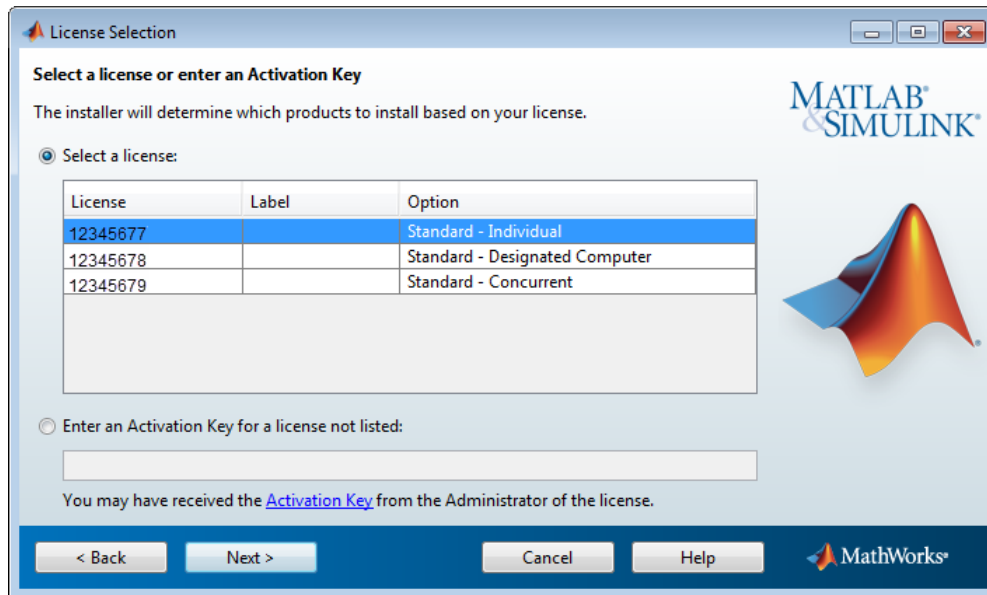 License Selection
Select a license or enter an Activation Key
The installer will determine which products to install based on your license.
MATLAB®
&SIMULINK®
Select a license:
License Label Option
12345677 Standard - Individual
12345678 Standard - Designated Computer
12345679 Standard - Concurrent
Enter an Activation Key for a license not listed:
You may have received the Activation Key from the Administrator of the license.
< Back Next > Cancel Help MathWorks®